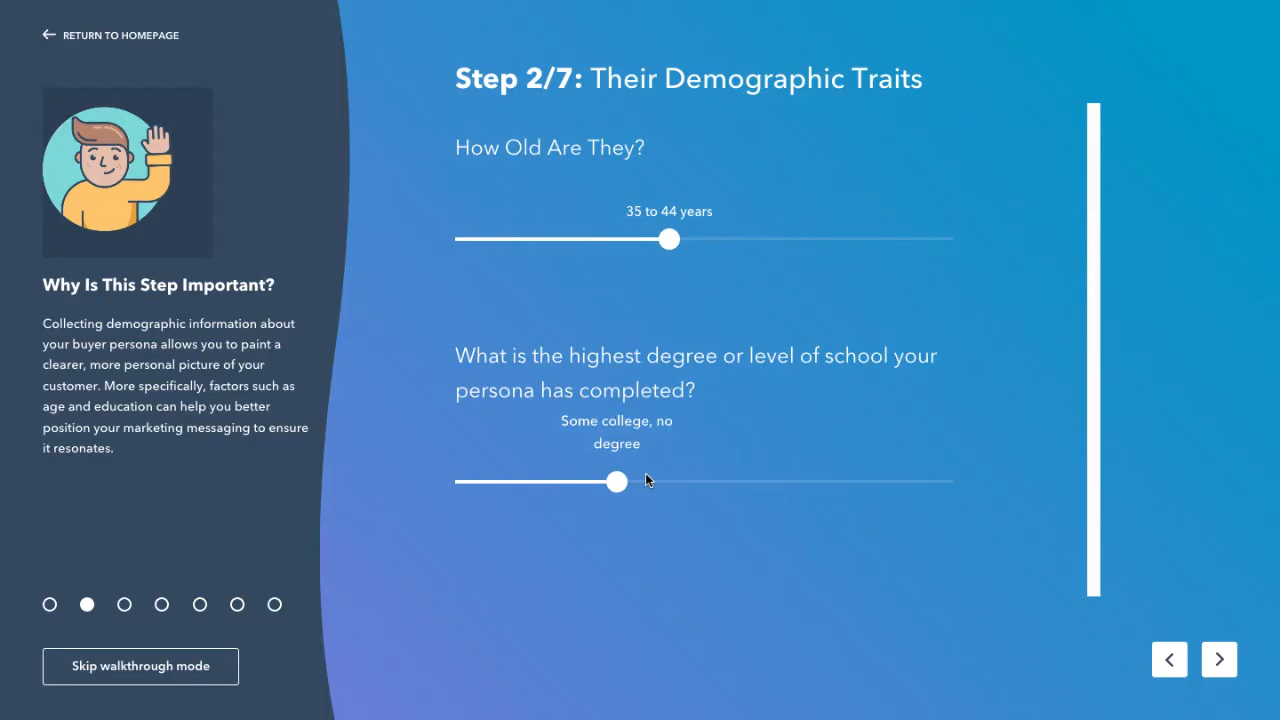 RETURN TO HOMEPAGE
Why Is This Step Important?
Collecting demographic information about
your buyer persona allows you to paint a
clearer, more personal picture of your
customer. More specifically, factors such as
age and education can help you better
position your marketing messaging to ensure
it resonates.
Skip walkthrough mode
Step 2/7: Their Demographic Traits
How Old Are They?
35 to 44 years
What is the highest degree or level of school your
persona has completed?
Some college, no
degree